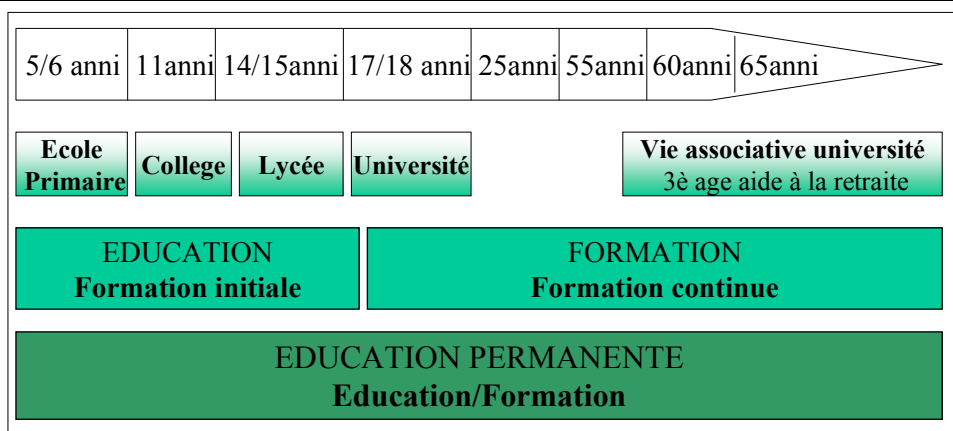 5/6 anni 11anni 14/15anni 17/18 anni 25anni 55anni 60anni 65anni
Ecole
Primaire
College
Lycée
Université
Vie associative université
3è age aide à la retraite
EDUCATION
Formation initiale
FORMATION
Formation continue
EDUCATION PERMANENTE
Education/Formation